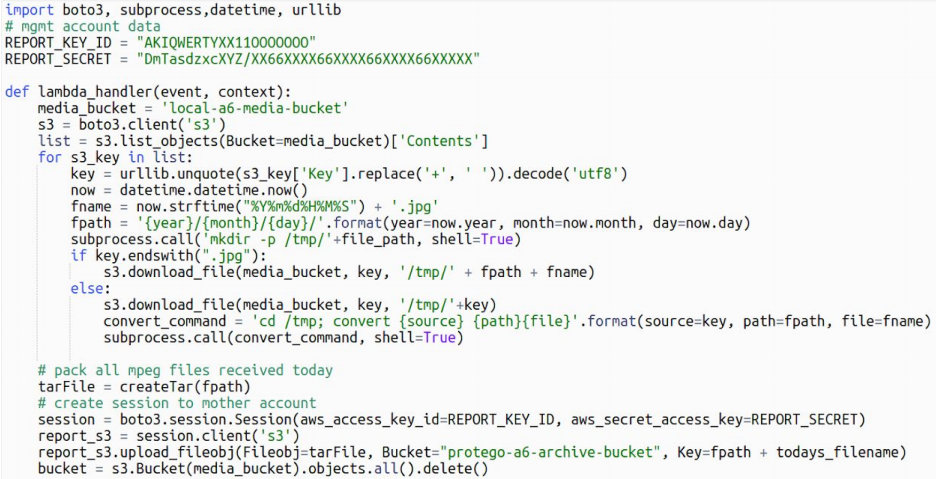 import boto3, subprocess,datetime, urllib
# mgmt account data
REPORT_KEY_ID = "AKIQWERTYXX110000000"
REPORT_SECRET = "DmTasdzxcXYZ/XX66XXXX66XXXX66XXXX66XXXXX"

def lambda_handler(event, context):
    media_bucket = 'local-a6-media-bucket'
    s3 = boto3.client('s3')
    list = s3.list_objects(Bucket=media_bucket)['Contents']
    for s3_key in list:
        key = urllib.unquote(s3_key['Key'].replace('+', ' ')).decode('utf8')
        now = datetime.datetime.now()
        fname = now.strftime("%Y%m%d%H%M%S") + '.jpg'
        fpath = '{year}/{month}/{day}/'.format(year=now.year, month=now.month, day=now.day)
        subprocess.call('mkdir -p /tmp/'+file_path, shell=True)
        if key.endswith(".jpg"):
            s3.download_file(media_bucket, key, '/tmp/' + fpath + fname)
        else:
            s3.download_file(media_bucket, key, '/tmp/'+key)
            convert_command = 'cd /tmp; convert {source} {path}{file}'.format(source=key, path=fpath, file=fname)
            subprocess.call(convert_command, shell=True)

    # pack all mpeg files received today
    tarFile = createTar(fpath)
    # create session to mother account
    session = boto3.session.Session(aws_access_key_id=REPORT_KEY_ID, aws_secret_access_key=REPORT_SECRET)
    report_s3 = session.client('s3')
    report_s3.upload_fileobj(Fileobj=tarFile, Bucket="protego-a6-archive-bucket", Key=fpath + todays_filename)
    bucket = s3.Bucket(media_bucket).objects.all().delete()